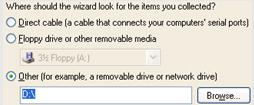 Where should the wizard look for the items you collected?
Direct cable (a cable that connects your computers' serial ports)
Floppy drive or other removable media
3½ Floppy (A:)
Other (for example, a removable drive or network drive)
D:\
Browse...